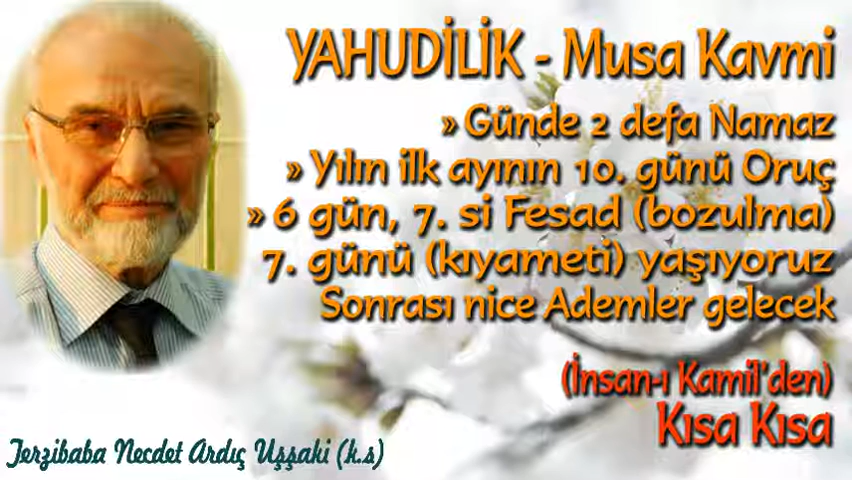 YAHUDİLİK - Musa Kavmi
» Günde 2 defa Namaz
» Yılın ilk ayının 10. günü Oruç
» 6 gün, 7. si Fesad (bozulma)
7. günü (kıyameti) yaşıyoruz
Sonrası nice Ademler gelecek
(İnsan-ı Kamil'den)
Kısa Kısa
Terzibaba Necdet Ardıç Uşşaki (k.s)